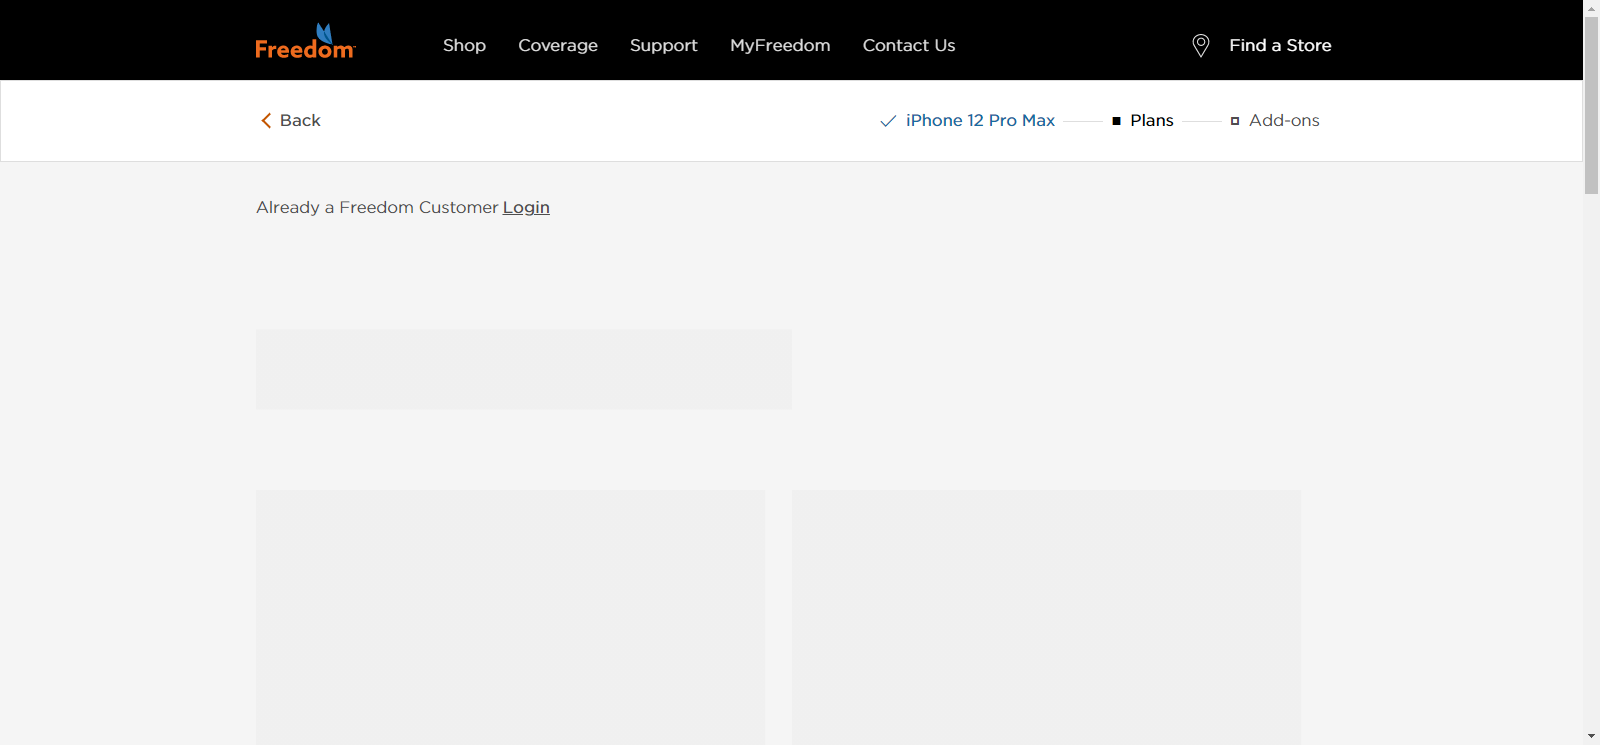 Freedom Shop Coverage Support MyFreedom Contact Us Find a Store
Back iPhone 12 Pro Max Plans Add-ons
Already a Freedom Customer Login